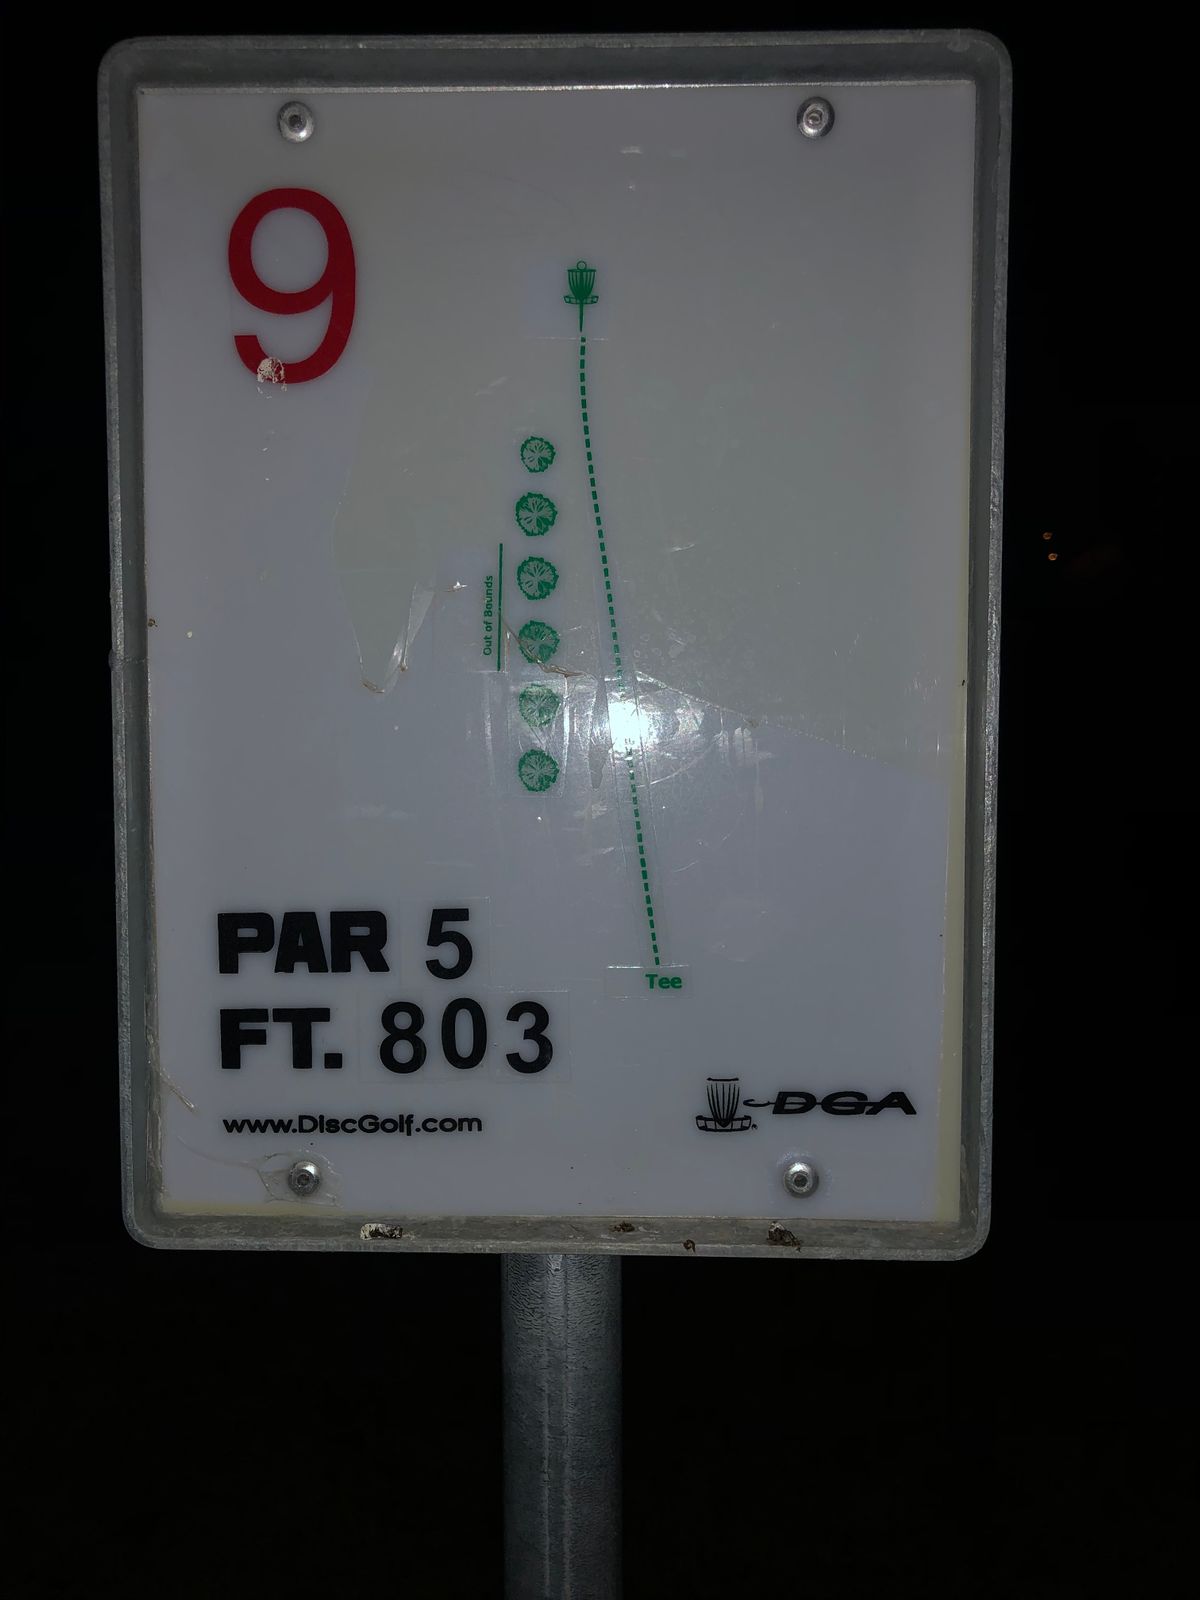 9
Out of Bounds
PAR 5
Tee
FT. 803
DGA
www.DiscGolf.com